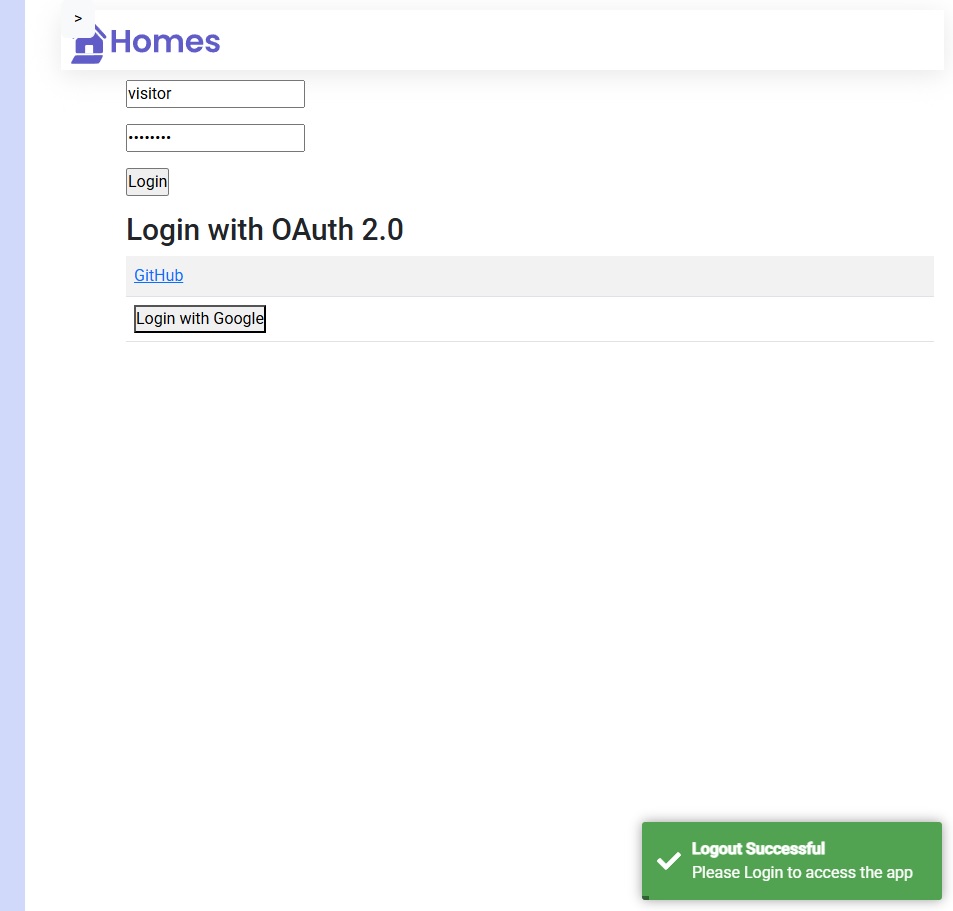 >
Homes
visitor
••••••••
Login
Login with OAuth 2.0
GitHub
Login with Google
Logout Successful
Please Login to access the app